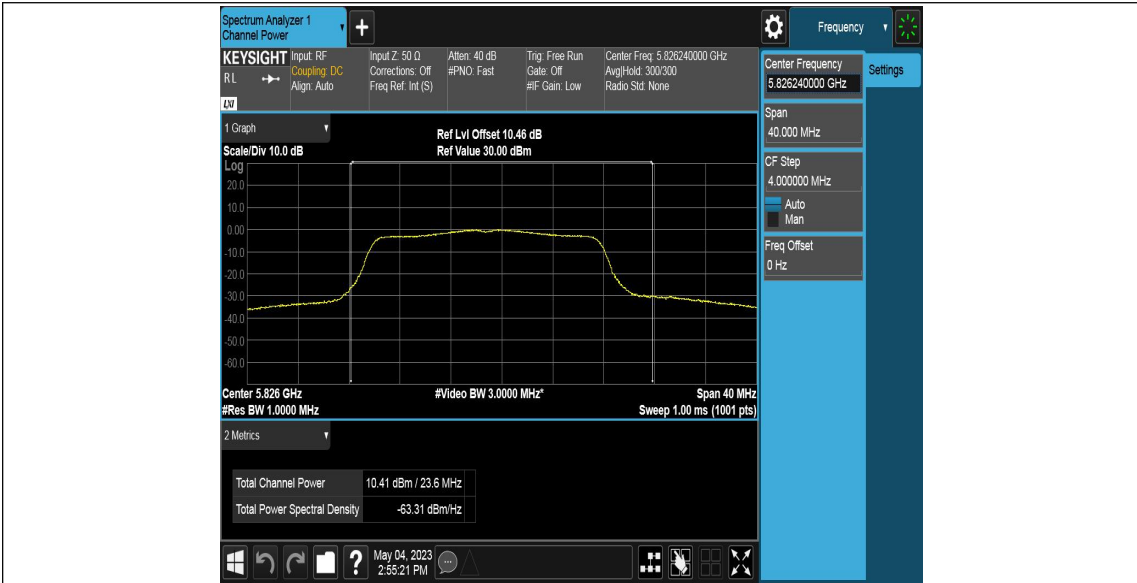 Spectrum Analyzer 1
Channel Power
+
Frequency
KEYSIGHT
RL
LXI
Input: RF
Coupling: DC
Align: Auto
Input Z: 50 Ω
Corrections: Off
Freq Ref: Int (S)
Atten: 40 dB
#PNO: Fast
Trig: Free Run
Gate: Off
#IF Gain: Low
Center Freq: 5.826240000 GHz
Avg|Hold: 300/300
Radio Std: None
Center Frequency
5.826240000 GHz
Settings
Span
40.000 MHz
CF Step
4.000000 MHz
Auto
Man
Freq Offset
0 Hz
1 Graph
Scale/Div 10.0 dB
Ref Lvl Offset 10.46 dB
Ref Value 30.00 dBm
Log
20.0
10.0
0.00
-10.0
-20.0
-30.0
-40.0
-50.0
-60.0
Center 5.826 GHz
#Res BW 1.0000 MHz
#Video BW 3.0000 MHz*
Span 40 MHz
Sweep 1.00 ms (1001 pts)
2 Metrics
Total Channel Power 10.41 dBm / 23.6 MHz
Total Power Spectral Density -63.31 dBm/Hz
?
May 04, 2023
2:55:21 PM